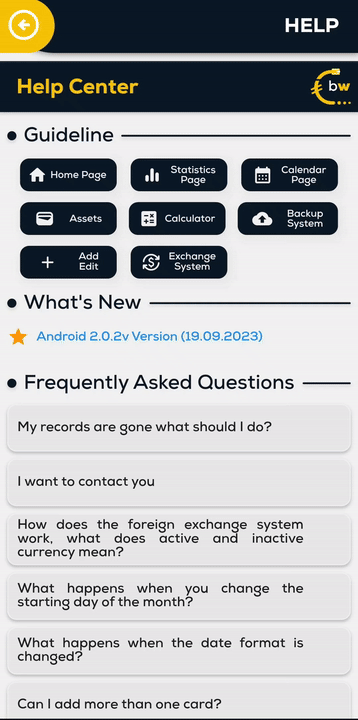 HELP
Help Center
bw
Guideline
Home Page
Statistics
Page
Calendar
Page
Assets
Calculator
Backup
System
Add
Edit
Exchange
System
What's New
Android 2.0.2v Version (19.09.2023)
Frequently Asked Questions
My records are gone what should I do?
I want to contact you
How does the foreign exchange system
work, what does active and inactive
currency mean?
What happens when you change the
starting day of the month?
What happens when the date format is
changed?
Can I add more than one card?